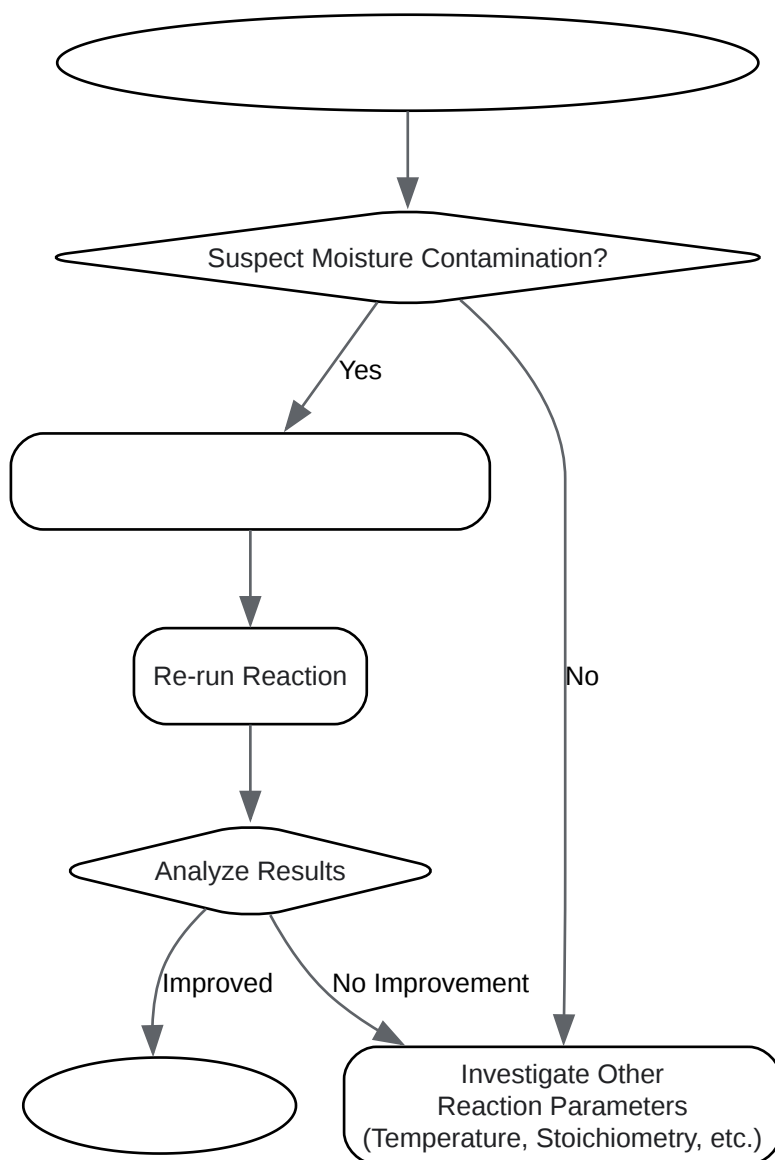 Suspect Moisture Contamination?
Yes
Re-run Reaction
No
Analyze Results
Improved
No Improvement
Investigate Other
Reaction Parameters
(Temperature, Stoichiometry, etc.)